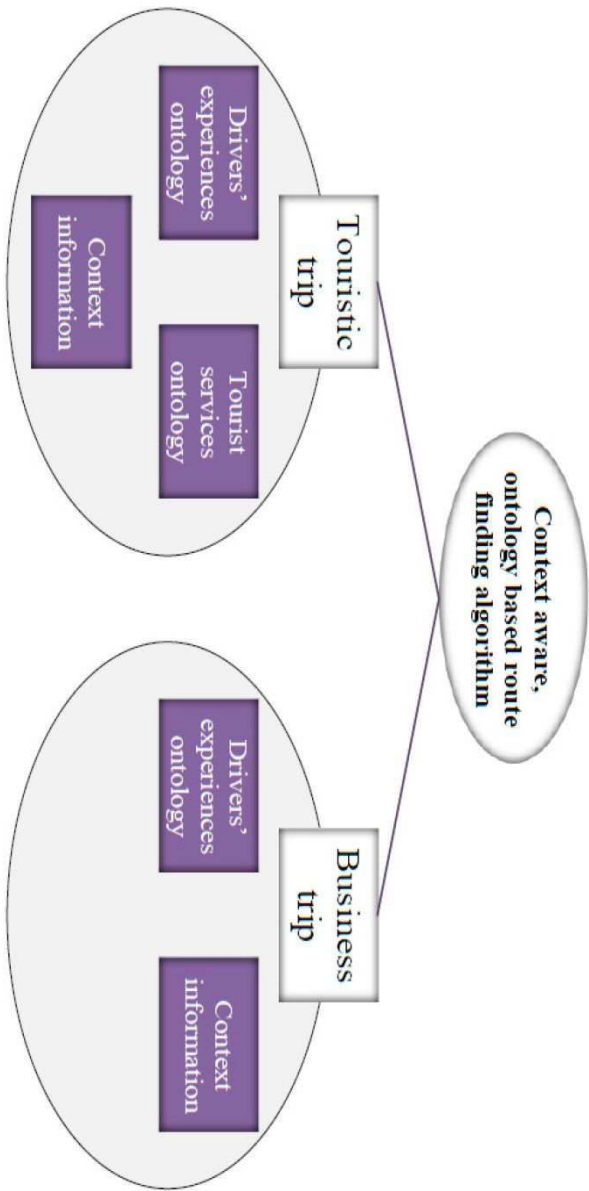 Context aware,
ontology based route
finding algorithm
Touristic
trip
Drivers’
experiences
ontology
Tourist
services
ontology
Context
information
Business
trip
Drivers’
experiences
ontology
Context
information